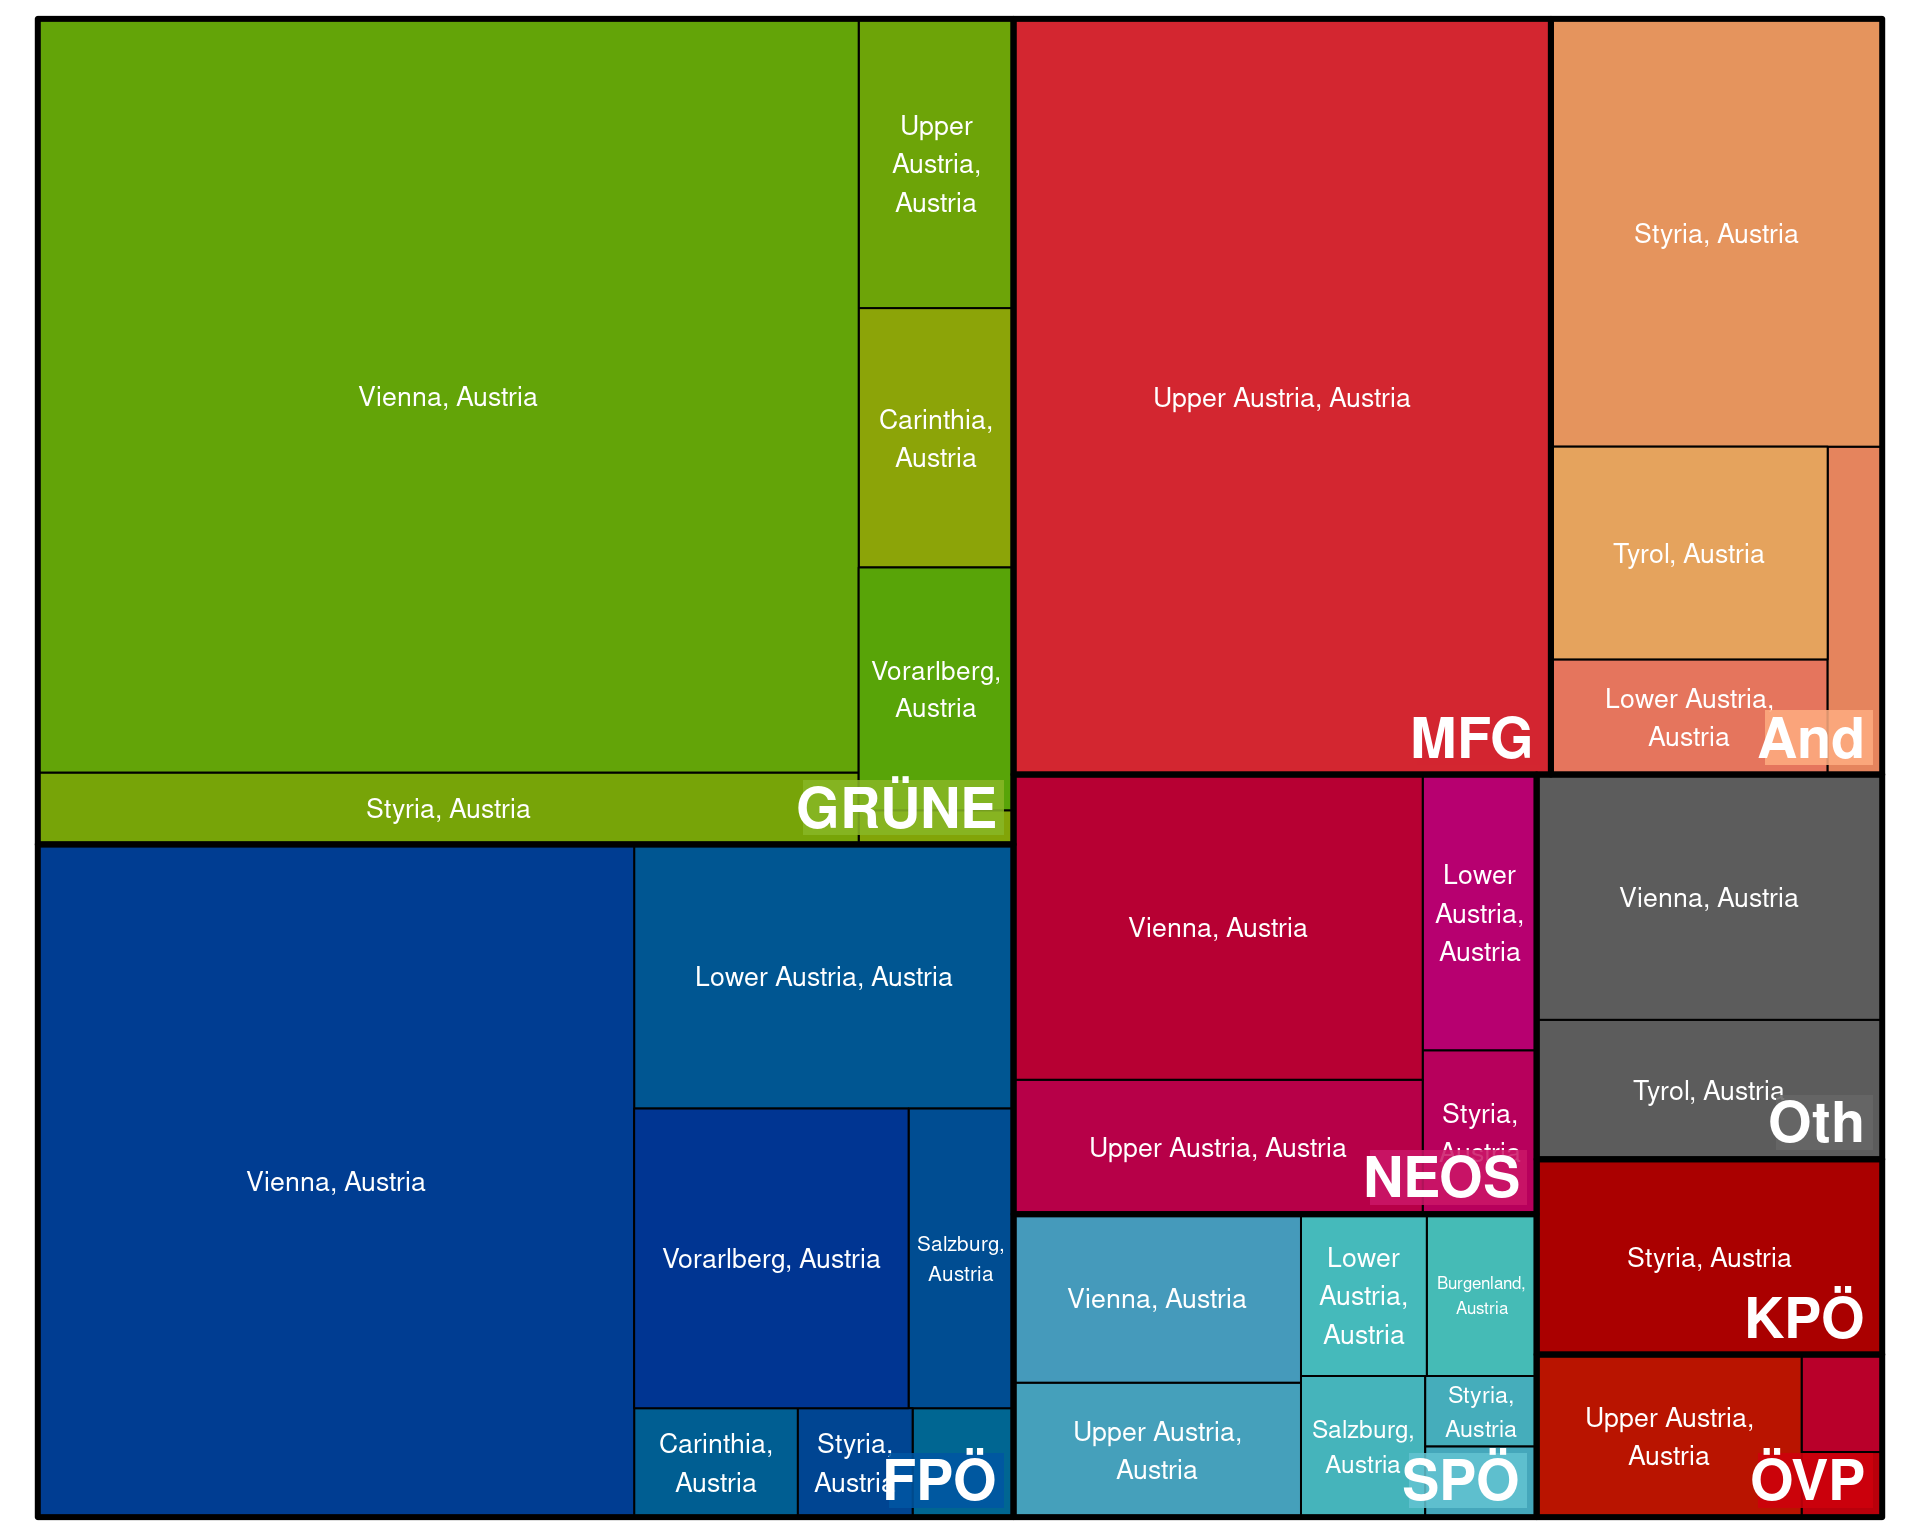 Vienna, Austria
Upper
Austria,
Austria
Carinthia,
Austria
Vorarlberg,
Austria
Styria, Austria
GRÜNE
Upper Austria, Austria
MFG
Styria, Austria
Tyrol, Austria
Lower Austria,
Austria
And
Vienna, Austria
Lower Austria, Austria
Vorarlberg, Austria
Salzburg,
Austria
Carinthia,
Austria
Styria,
Austria
FPÖ
Vienna, Austria
Lower
Austria,
Austria
Upper Austria, Austria
Styria,
Austria
NEOS
Vienna, Austria
Tyrol, Austria
Oth
Vienna, Austria
Lower
Austria,
Austria
Burgenland,
Austria
Upper Austria,
Austria
Salzburg,
Austria
Styria,
Austria
SPÖ
Styria, Austria
KPÖ
Upper Austria,
Austria
ÖVP